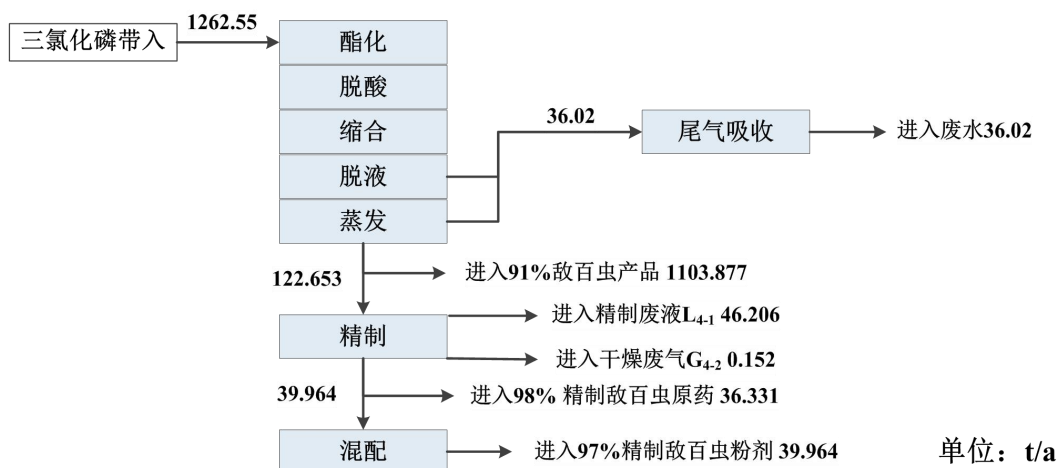 三氯化磷带入
1262.55
酯化
脱酸
缩合
脱液
蒸发
36.02
尾气吸收
进入废水36.02
122.653
进入91%敌百虫产品 1103.877
精制
进入精制废液L4-1 46.206
进入干燥废气G4-2 0.152
39.964
进入98% 精制敌百虫原药 36.331
混配
进入97%精制敌百虫粉剂 39.964
单位：t/a